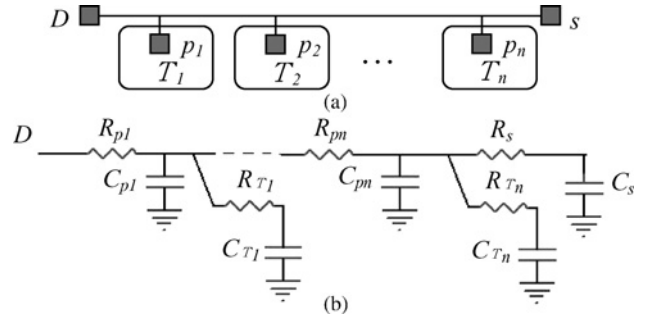 D s
p1 p2 ... pn
T1 T2 Tn
(a)
D Rp1 Rpn Rs
Cp1 RT1 Cpn RTn Cs
CT1 CTn
(b)